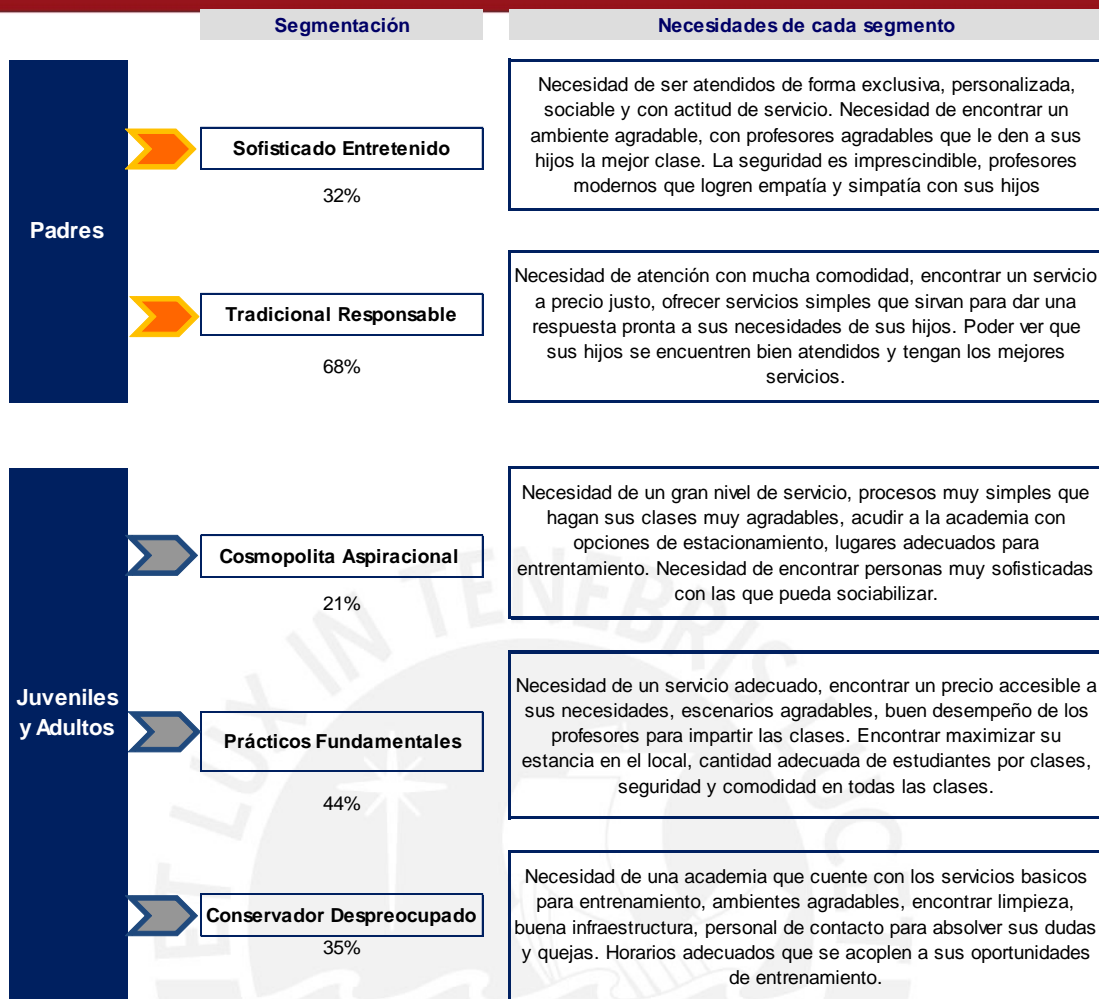 Segmentación
Necesidades de cada segmento
Padres
Sofisticado Entretenido
32%
Necesidad de ser atendidos de forma exclusiva, personalizada,
sociable y con actitud de servicio. Necesidad de encontrar un
ambiente agradable, con profesores agradables que le den a sus
hijos la mejor clase. La seguridad es imprescindible, profesores
modernos que logren empatía y simpatía con sus hijos
Tradicional Responsable
68%
Necesidad de atención con mucha comodidad, encontrar un servicio
a precio justo, ofrecer servicios simples que sirvan para dar una
respuesta pronta a sus necesidades de sus hijos. Poder ver que
sus hijos se encuentren bien atendidos y tengan los mejores
servicios.
Juveniles
y Adultos
Cosmopolita Aspiracional
21%
Necesidad de un gran nivel de servicio, procesos muy simples que
hagan sus clases muy agradables, acudir a la academia con
opciones de estacionamiento, lugares adecuados para
entrentamiento. Necesidad de encontrar personas muy sofisticadas
con las que pueda sociabilizar.
Prácticos Fundamentales
44%
Necesidad de un servicio adecuado, encontrar un precio accesible a
sus necesidades, escenarios agradables, buen desempeño de los
profesores para impartir las clases. Encontrar maximizar su
estancia en el local, cantidad adecuada de estudiantes por clases,
seguridad y comodidad en todas las clases.
Conservador Despreocupado
35%
Necesidad de una academia que cuente con los servicios basicos
para entrenamiento, ambientes agradables, encontrar limpieza,
buena infraestructura, personal de contacto para absolver sus dudas
y quejas. Horarios adecuados que se acoplen a sus oportunidades
de entrenamiento.
ET LUX IN TENEBRIS LUCET